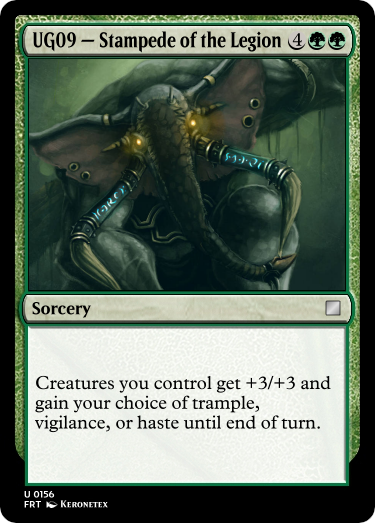 UG09 — Stampede of the Legion 4
Sorcery
Creatures you control get +3/+3 and
gain your choice of trample,
vigilance, or haste until end of turn.
U 0156
FRT Keronetex